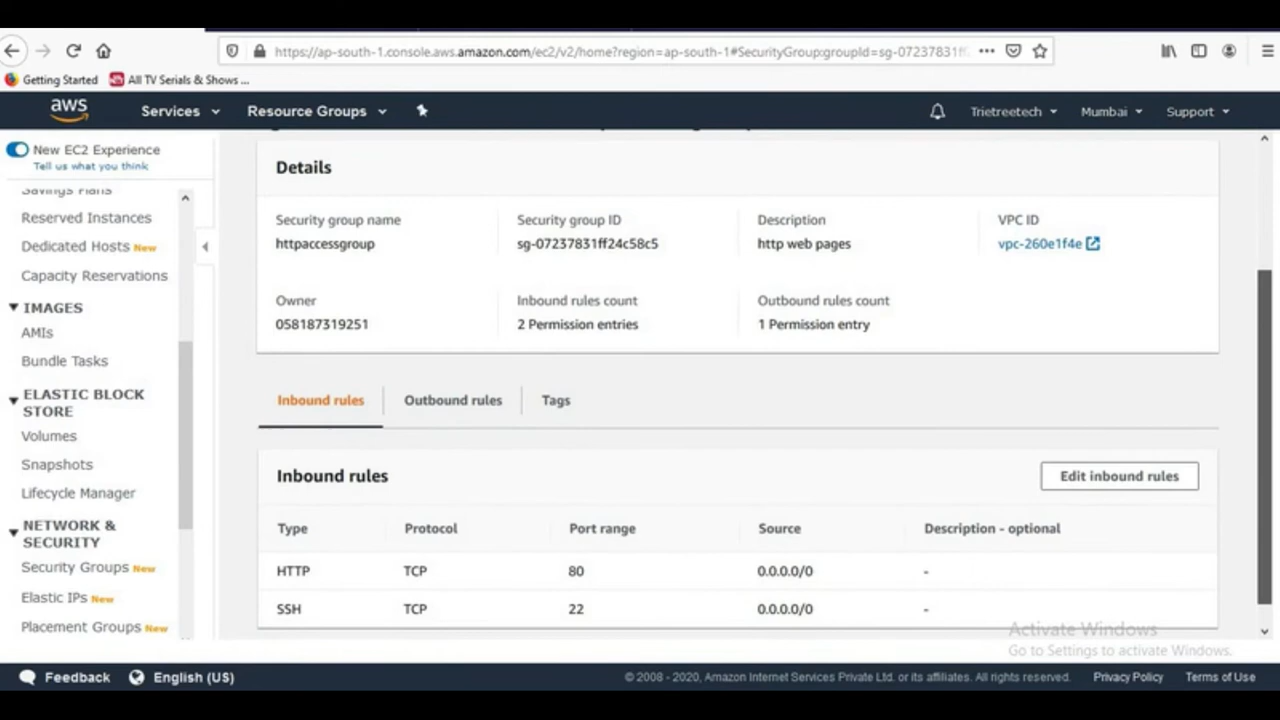 https://ap-south-1.console.aws.amazon.com/ec2/v2/home?region=ap-south-1#SecurityGroup:groupId=sg-07237831ff
Getting Started All TV Serials & Shows ...
aws Services Resource Groups Trietreetech Mumbai Support
New EC2 Experience
Tell us what you think
Savings Plans
Reserved Instances
Dedicated Hosts New
Capacity Reservations
IMAGES
AMIs
Bundle Tasks
ELASTIC BLOCK
STORE
Volumes
Snapshots
Lifecycle Manager
NETWORK &
SECURITY
Security Groups New
Elastic IPs New
Placement Groups New
Details
Security group name Security group ID Description VPC ID
httpaccessgroup sg-07237831ff24c58c5 http web pages vpc-260e1f4e
Owner Inbound rules count Outbound rules count
058187319251 2 Permission entries 1 Permission entry
Inbound rules Outbound rules Tags
Inbound rules Edit inbound rules
Type Protocol Port range Source Description - optional
HTTP TCP 80 0.0.0.0/0 -
SSH TCP 22 0.0.0.0/0 -
Activate Windows
Go to Settings to activate Windows.
Feedback English (US) © 2008 - 2020, Amazon Internet Services Private Ltd. or its affiliates. All rights reserved. Privacy Policy Terms of Use